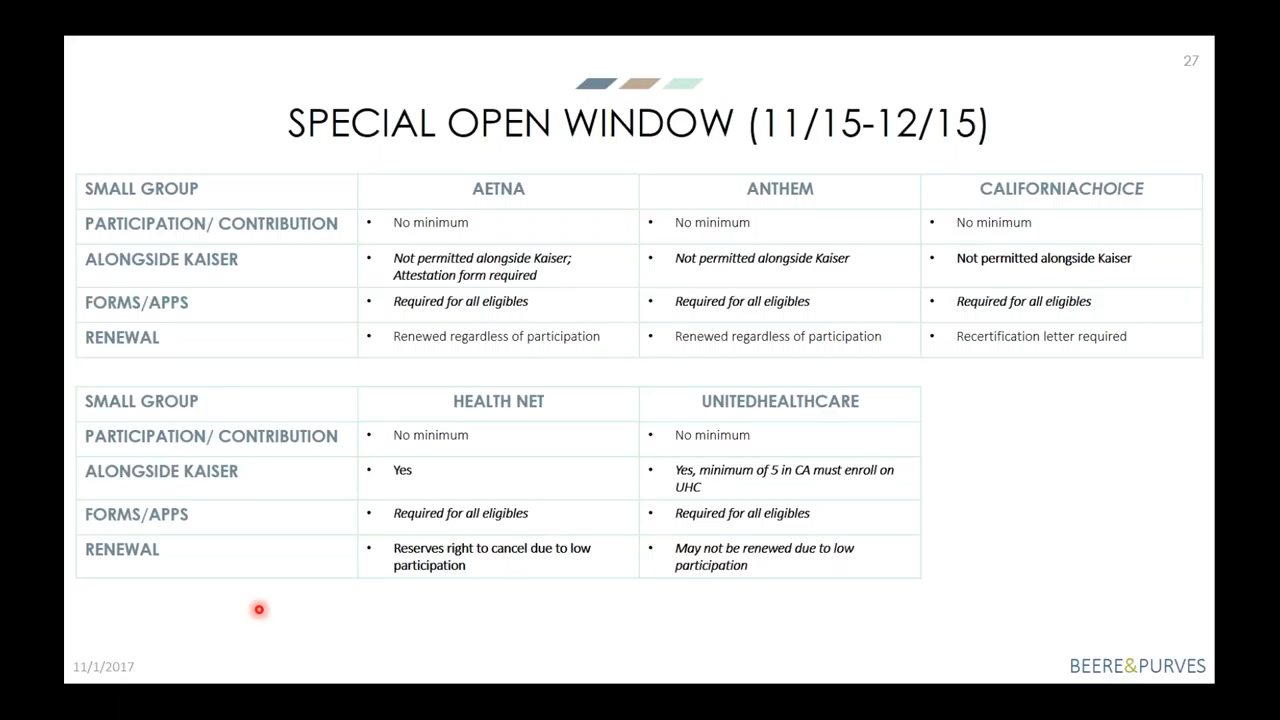 27
SPECIAL OPEN WINDOW (11/15-12/15)
SMALL GROUP AETNA ANTHEM CALIFORNIACHOICE
PARTICIPATION/ CONTRIBUTION • No minimum • No minimum • No minimum
ALONGSIDE KAISER • Not permitted alongside Kaiser; • Not permitted alongside Kaiser • Not permitted alongside Kaiser
Attestation form required
FORMS/APPS • Required for all eligibles • Required for all eligibles • Required for all eligibles
RENEWAL • Renewed regardless of participation • Renewed regardless of participation • Recertification letter required
SMALL GROUP HEALTH NET UNITEDHEALTHCARE
PARTICIPATION/ CONTRIBUTION • No minimum • No minimum
ALONGSIDE KAISER • Yes • Yes, minimum of 5 in CA must enroll on
UHC
FORMS/APPS • Required for all eligibles • Required for all eligibles
RENEWAL • Reserves right to cancel due to low • May not be renewed due to low
participation participation
11/1/2017 BEERE&PURVES